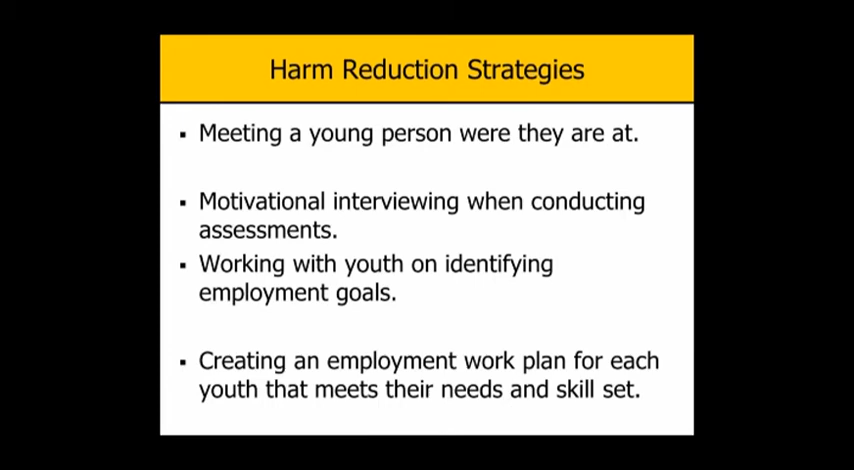 Harm Reduction Strategies
▪ Meeting a young person were they are at.
▪ Motivational interviewing when conducting
assessments.
▪ Working with youth on identifying
employment goals.
▪ Creating an employment work plan for each
youth that meets their needs and skill set.